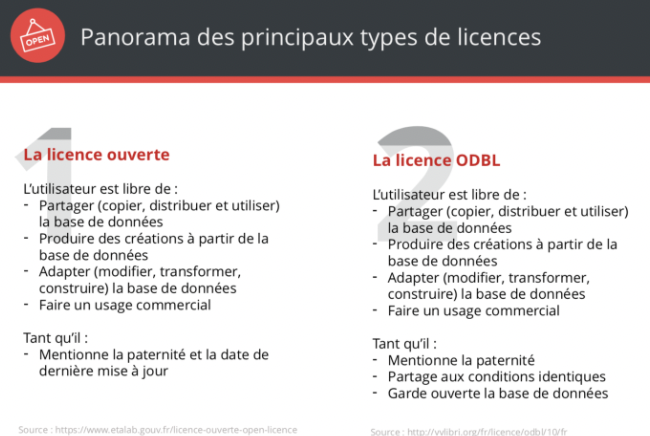 OPEN
Panorama des principaux types de licences
1
La licence ouverte
L’utilisateur est libre de :
- Partager (copier, distribuer et utiliser)
la base de données
- Produire des créations à partir de la
base de données
- Adapter (modifier, transformer,
construire) la base de données
- Faire un usage commercial
Tant qu’il :
- Mentionne la paternité et la date de
dernière mise à jour
Source : https://www.etalab.gouv.fr/licence-ouverte-open-licence
2
La licence ODBL
L’utilisateur est libre de :
- Partager (copier, distribuer et utiliser)
la base de données
- Produire des créations à partir de la
base de données
- Adapter (modifier, transformer,
construire) la base de données
- Faire un usage commercial
Tant qu’il :
- Mentionne la paternité
- Partage aux conditions identiques
- Garde ouverte la base de données
Source : http://vvlibri.org/fr/licence/odbl/10/fr